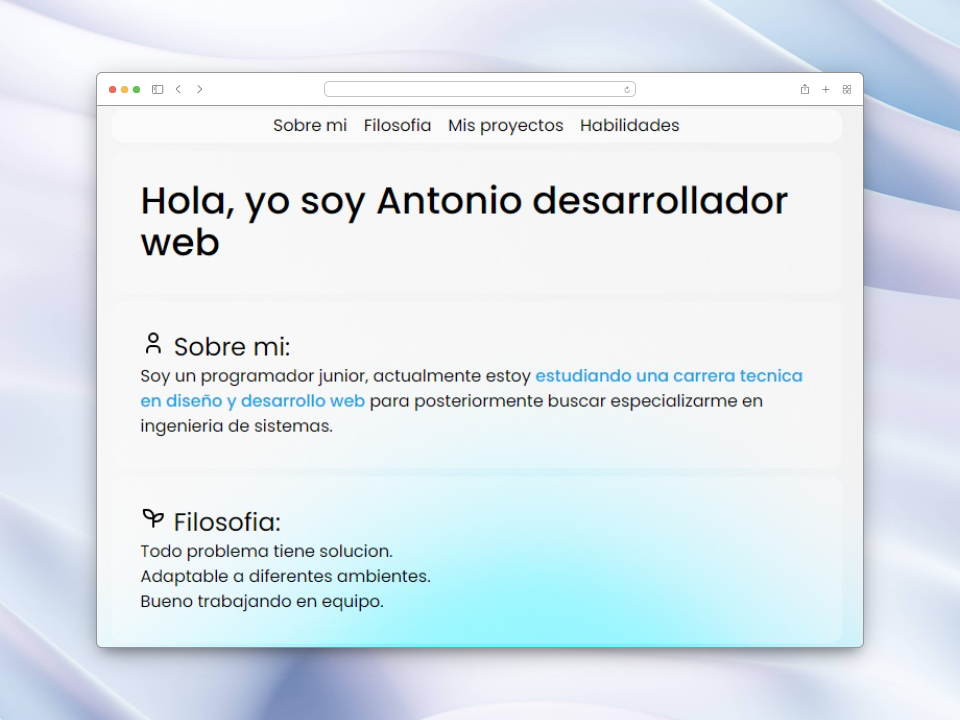 Sobre mi Filosofia Mis proyectos Habilidades
Hola, yo soy Antonio desarrollador
web
Sobre mi:
Soy un programador junior, actualmente estoy estudiando una carrera tecnica
en diseño y desarrollo web para posteriormente buscar especializarme en
ingenieria de sistemas.
Filosofia:
Todo problema tiene solucion.
Adaptable a diferentes ambientes.
Bueno trabajando en equipo.